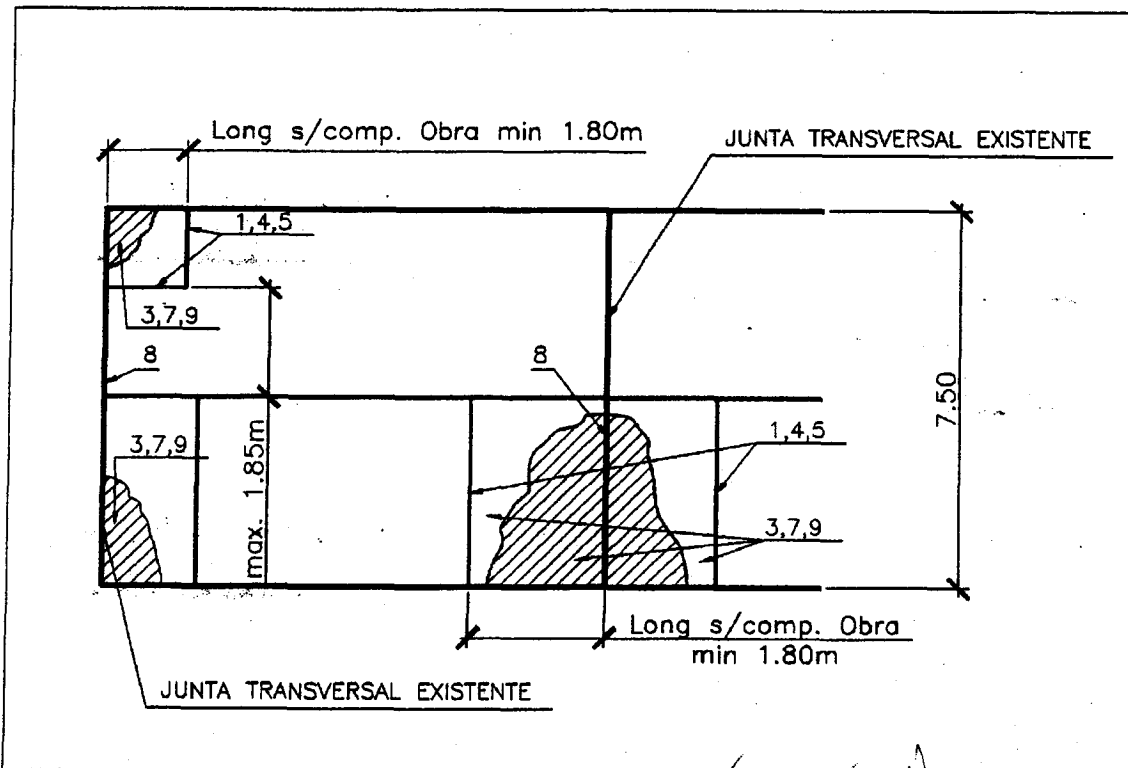 Long s/comp. Obra min 1.80m
JUNTA TRANSVERSAL EXISTENTE
1,4,5
3,7,9
8
8
7.50
1,4,5
3,7,9
max. 1.85m
3,7,9
Long s/comp. Obra
min 1.80m
JUNTA TRANSVERSAL EXISTENTE